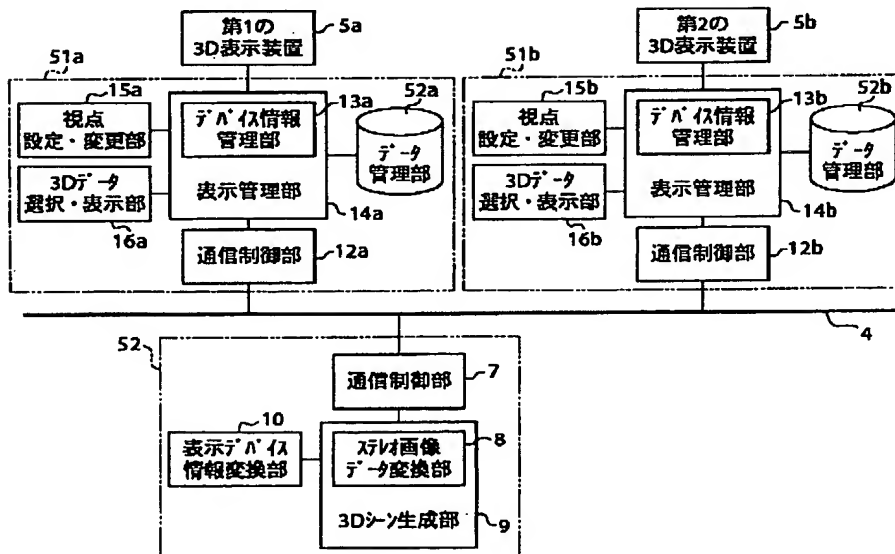 第1の
3D表示装置
5a
51a
15a
視点
設定・変更部
13a
デバイス情報
管理部
52a
データ
管理部
3Dデータ
選択・表示部
16a
表示管理部
14a
通信制御部
12a
第2の
3D表示装置
5b
51b
15b
視点
設定・変更部
13b
デバイス情報
管理部
52b
データ
管理部
3Dデータ
選択・表示部
16b
表示管理部
14b
通信制御部
12b
4
52
通信制御部
7
10
表示デバイス
情報変換部
ステレオ画像
データ変換部
8
3Dシーン生成部
9